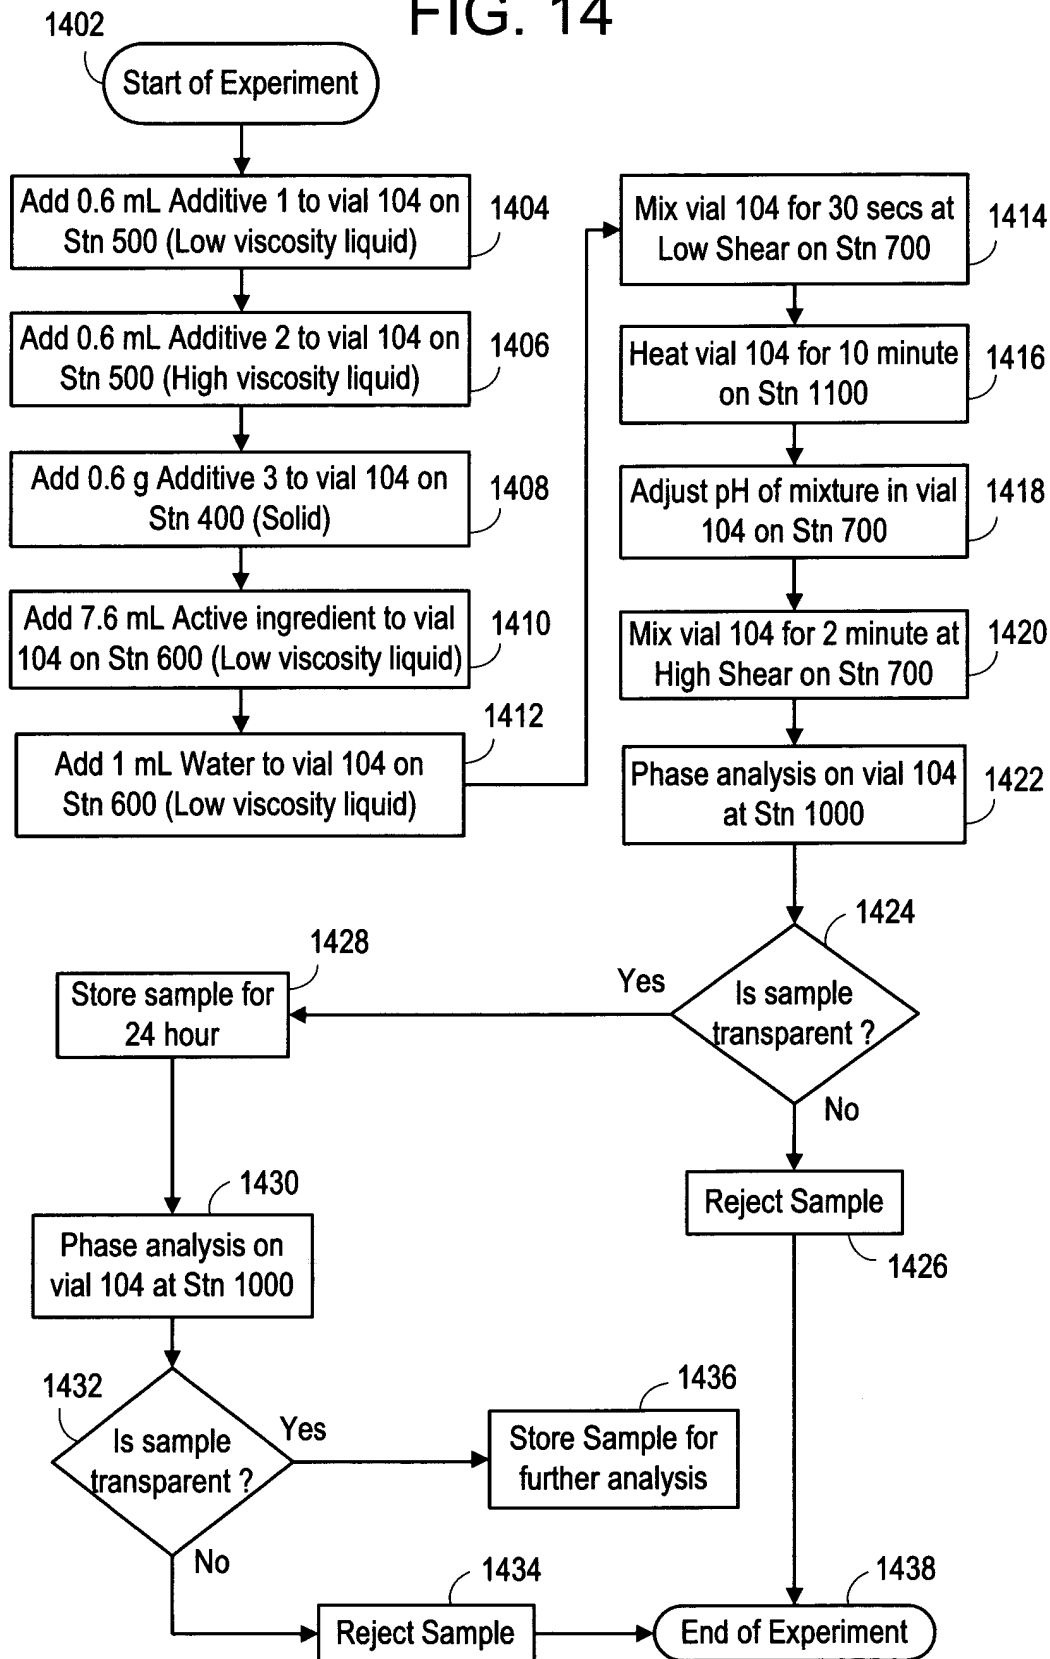 FIG. 14
1402
Start of Experiment
Add 0.6 mL Additive 1 to vial 104 on
Stn 500 (Low viscosity liquid)
1404
Add 0.6 mL Additive 2 to vial 104 on
Stn 500 (High viscosity liquid)
1406
Add 0.6 g Additive 3 to vial 104 on
Stn 400 (Solid)
1408
Add 7.6 mL Active ingredient to vial
104 on Stn 600 (Low viscosity liquid)
1410
1412
Add 1 mL Water to vial 104 on
Stn 600 (Low viscosity liquid)
Mix vial 104 for 30 secs at
Low Shear on Stn 700
1414
Heat vial 104 for 10 minute
on Stn 1100
1416
Adjust pH of mixture in vial
104 on Stn 700
1418
Mix vial 104 for 2 minute at
High Shear on Stn 700
1420
Phase analysis on vial 104
at Stn 1000
1422
1424
Is sample
transparent ?
Yes
No
1428
Store sample for
24 hour
Reject Sample
1426
1430
Phase analysis on
vial 104 at Stn 1000
1432
Is sample
transparent ?
Yes
No
1436
Store Sample for
further analysis
1434
Reject Sample
1438
End of Experiment